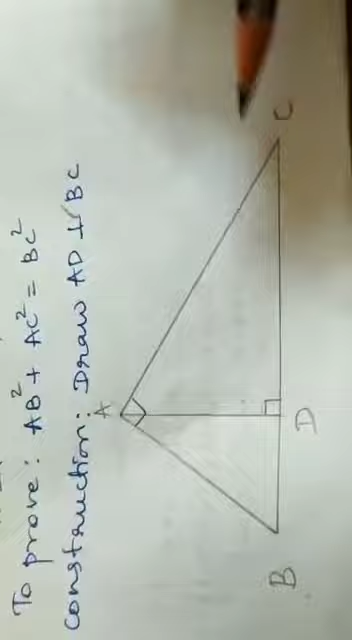 To prove: AB² + AC² = BC²
Construction: Draw AD ⊥ BC
A
B
D
C